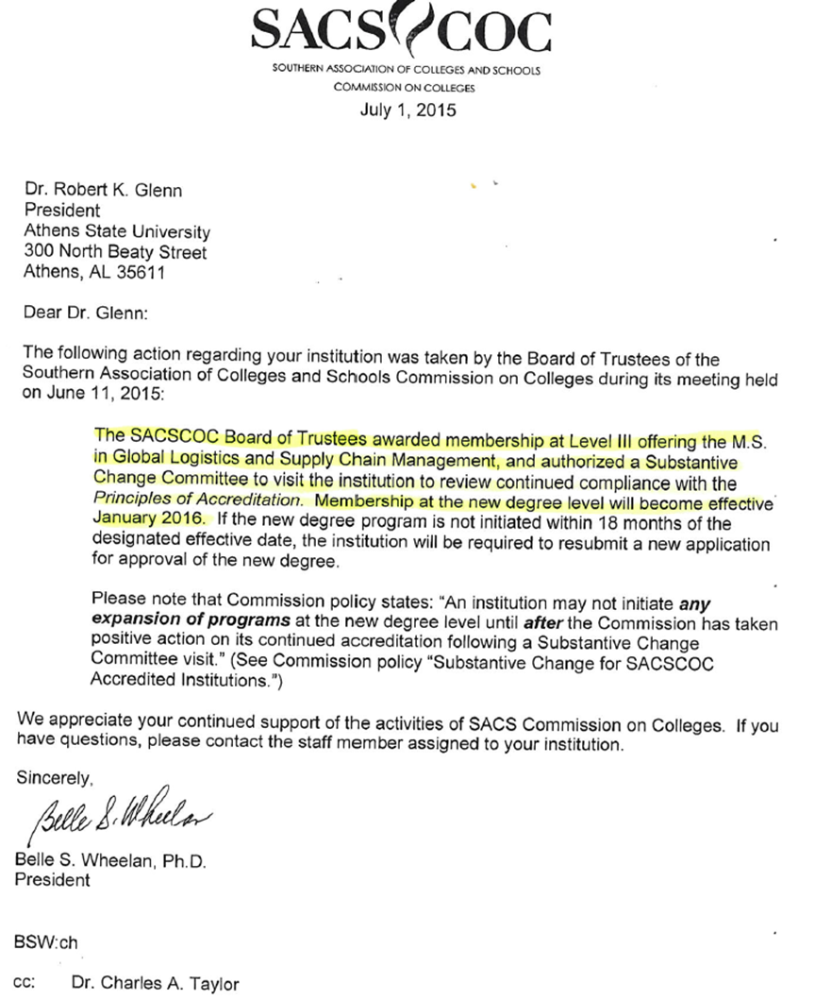 SACS COC
SOUTHERN ASSOCIATION OF COLLEGES AND SCHOOLS
COMMISSION ON COLLEGES
July 1, 2015
Dr. Robert K. Glenn
President
Athens State University
300 North Beaty Street
Athens, AL 35611
Dear Dr. Glenn:
The following action regarding your institution was taken by the Board of Trustees of the
Southern Association of Colleges and Schools Commission on Colleges during its meeting held
on June 11, 2015:
The SACSCOC Board of Trustees awarded membership at Level III offering the M.S.
in Global Logistics and Supply Chain Management, and authorized a Substantive
Change Committee to visit the institution to review continued compliance with the
Principles of Accreditation. Membership at the new degree level will become effective
January 2016. If the new degree program is not initiated within 18 months of the
designated effective date, the institution will be required to resubmit a new application
for approval of the new degree.
Please note that Commission policy states: “An institution may not initiate any
expansion of programs at the new degree level until after the Commission has taken
positive action on its continued accreditation following a Substantive Change
Committee visit.” (See Commission policy “Substantive Change for SACSCOC
Accredited Institutions.”)
We appreciate your continued support of the activities of SACS Commission on Colleges. If you
have questions, please contact the staff member assigned to your institution.
Sincerely,
Belle S. Wheelan
Belle S. Wheelan, Ph.D.
President
BSW:ch
cc: Dr. Charles A. Taylor